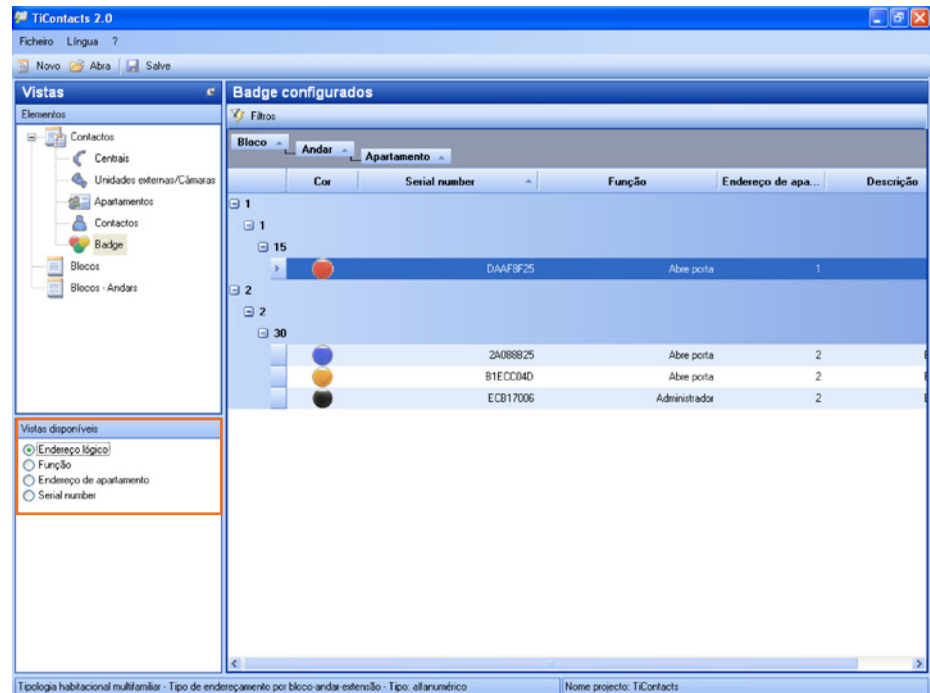 TiContacts 2.0
Ficheiro Língua ?
Novo Abra Salve
Vistas
Elementos
Contactos
Centrais
Unidades externas/Câmaras
Apartamentos
Contactos
Badge
Blocos
Blocos - Andars
Vistas disponíveis
Endereço lógico
Função
Endereço de apartamento
Serial number
Badge configurados
Filtros
Bloco
Andar
Apartamento
Cor Serial number Função Endereço de apa... Descrição
1
1
15
DAAF8F25 Abre porta 1
2
2
30
2A088B25 Abre porta 2
B1ECC04D Abre porta 2
ECB17006 Administrador 2
Tipologia habitacional multifamiliar - Tipo de endereçamento por bloco-andar-extensão - Tipo: alfanumérico
Nome projecto: TiContacts